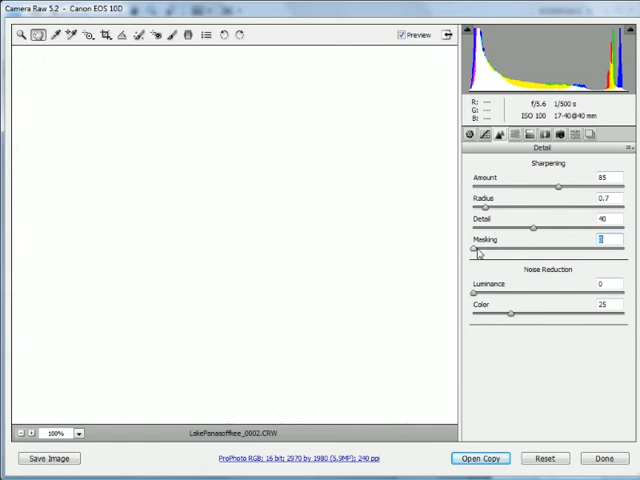 Camera Raw 5.2 - Canon EOS 10D
Preview
R: ---
G: ---
B: ---
f/5.6 1/500 s
ISO 100 17-40@40 mm
Detail
Sharpening
Amount 85
Radius 0.7
Detail 40
Masking 0
Noise Reduction
Luminance 0
Color 25
100%
LakePanasoffkee_0002.CRW
Save Image
ProPhoto RGB; 16 bit; 2970 by 1980 (5.9MP); 240 ppi
Open Copy
Reset
Done